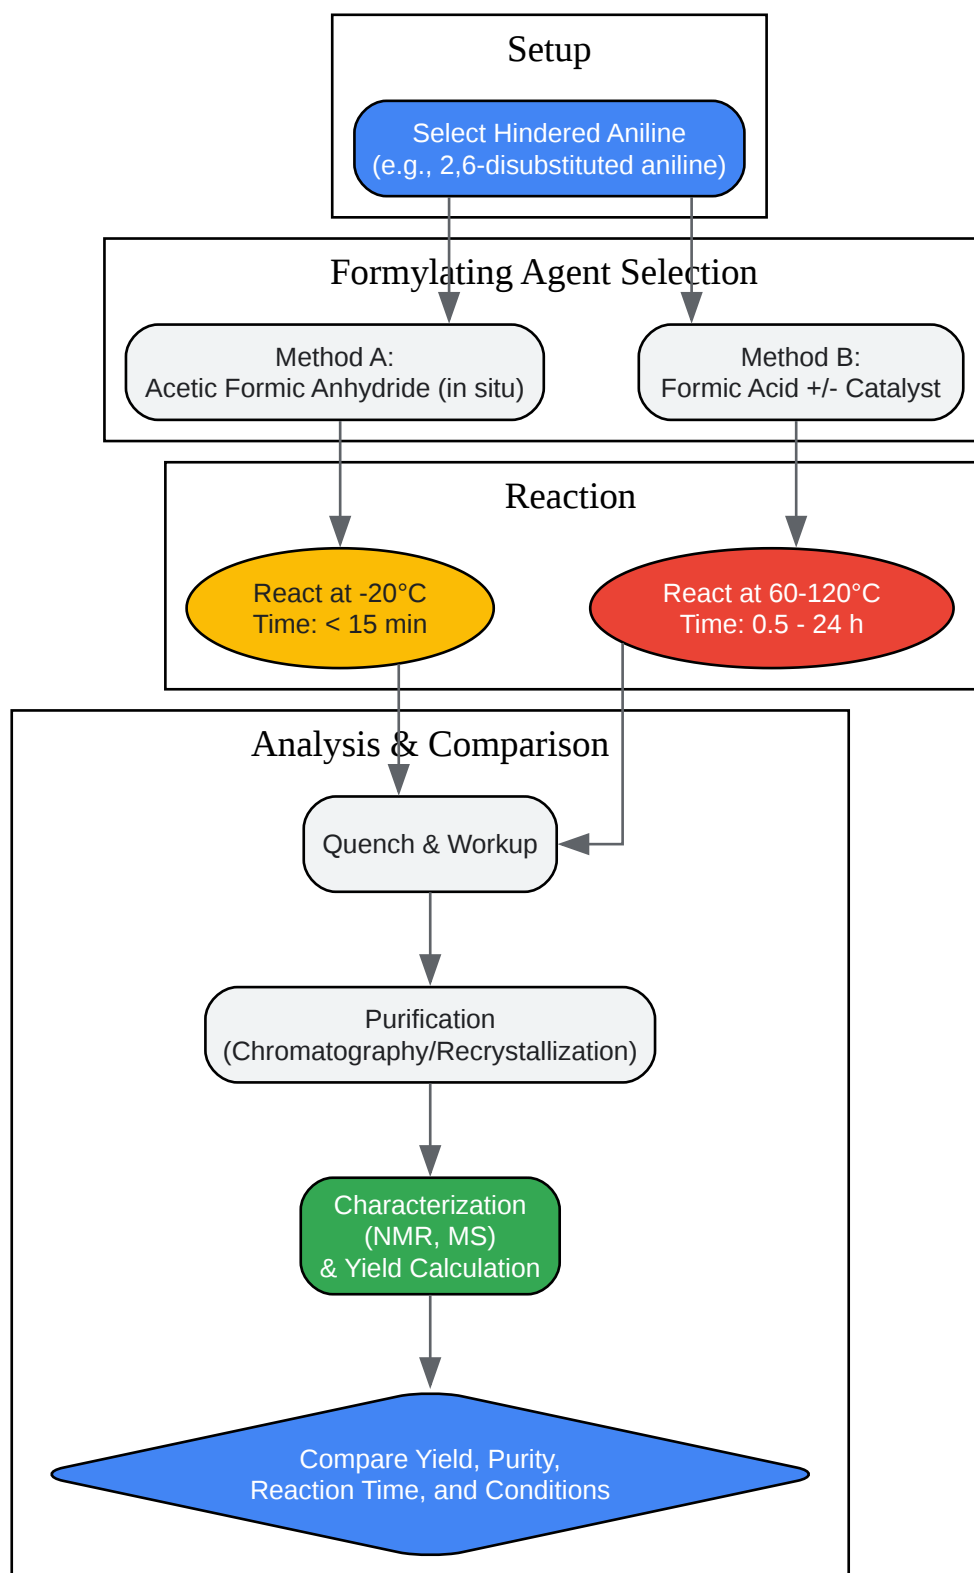 Setup
Select Hindered Aniline
(e.g., 2,6-disubstituted aniline)
Formylating Agent Selection
Method A:
Acetic Formic Anhydride (in situ)
Method B:
Formic Acid +/- Catalyst
Reaction
React at -20°C
Time: < 15 min
React at 60-120°C
Time: 0.5 - 24 h
Analysis & Comparison
Quench & Workup
Purification
(Chromatography/Recrystallization)
Characterization
(NMR, MS)
& Yield Calculation
Compare Yield, Purity,
Reaction Time, and Conditions